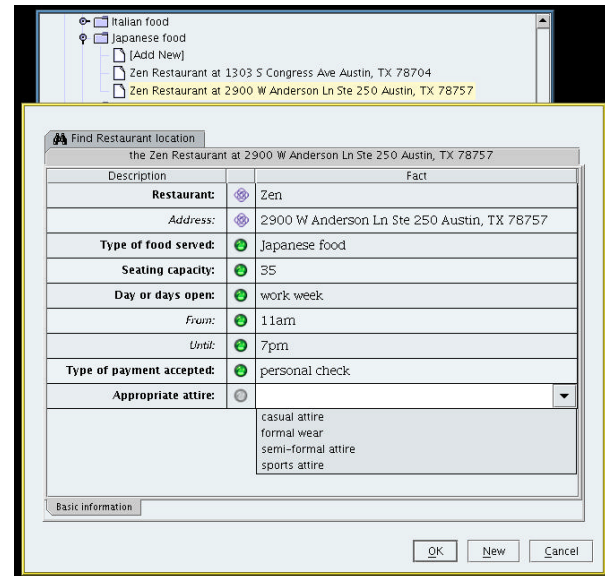 Italian food
Japanese food
[Add New]
Zen Restaurant at 1303 S Congress Ave Austin, TX 78704
Zen Restaurant at 2900 W Anderson Ln Ste 250 Austin, TX 78757
Find Restaurant location
the Zen Restaurant at 2900 W Anderson Ln Ste 250 Austin, TX 78757
Description Fact
Restaurant: Zen
Address: 2900 W Anderson Ln Ste 250 Austin, TX 78757
Type of food served: Japanese food
Seating capacity: 35
Day or days open: work week
From: 11am
Until: 7pm
Type of payment accepted: personal check
Appropriate attire:
casual attire
formal wear
semi-formal attire
sports attire
Basic information
OK New Cancel